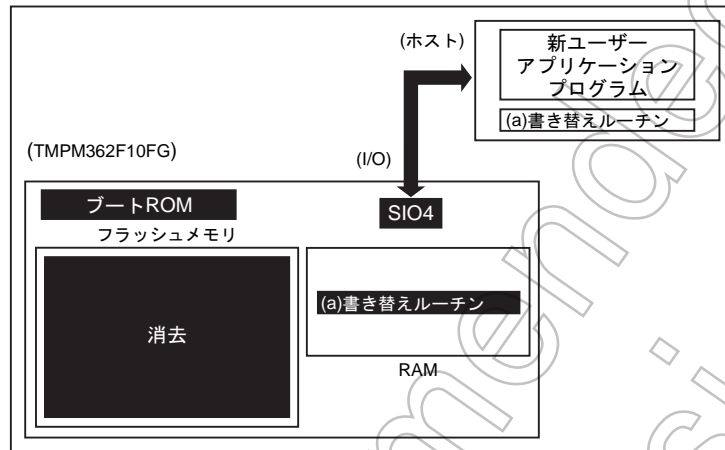 (ホスト)
新ユーザー
アプリケーション
プログラム
(a)書き替えルーチン
(TMPM362F10FG)
(I/O)
ブートROM
SIO4
フラッシュメモリ
(a)書き替えルーチン
消去
RAM